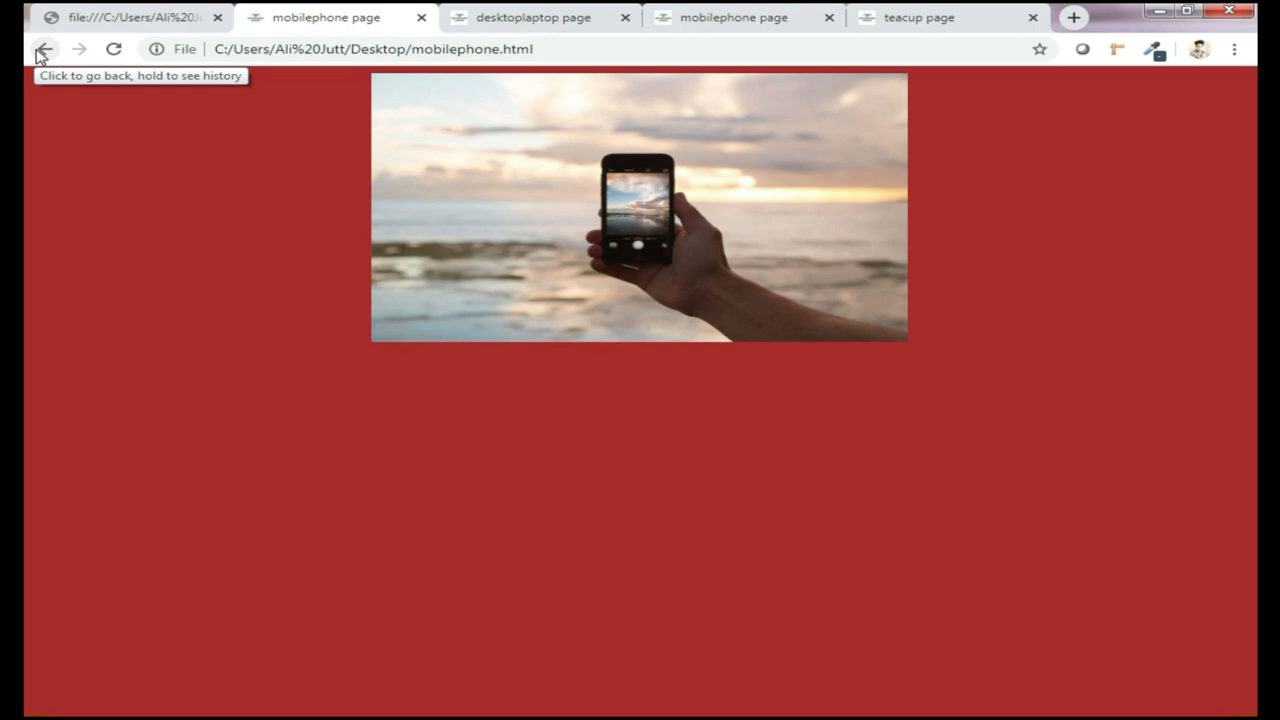 file:///C:/Users/Ali%20J
mobilephone page
desktoplaptop page
mobilephone page
teacup page
File
C:/Users/Ali%20Jutt/Desktop/mobilephone.html
Click to go back, hold to see history